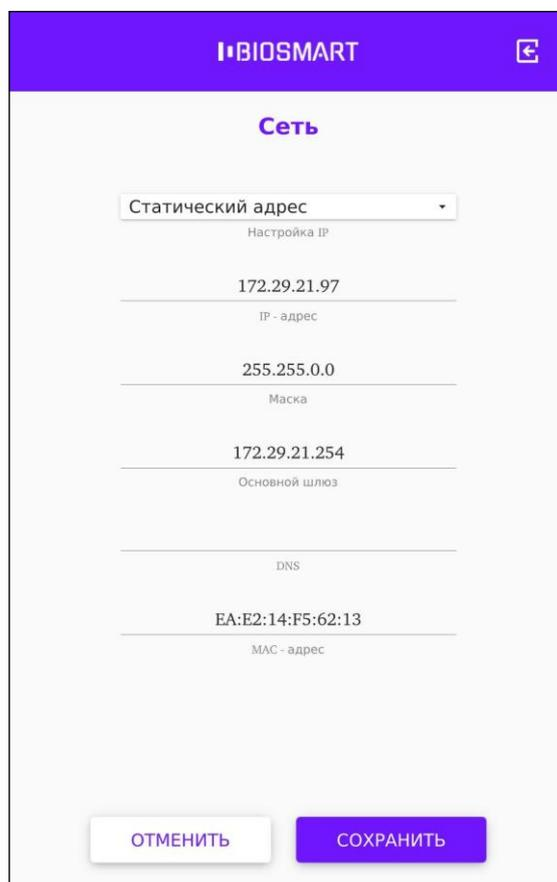 BIOSMART
Сеть
Статический адрес
Настройка IP
172.29.21.97
IP - адрес
255.255.0.0
Маска
172.29.21.254
Основной шлюз
DNS
EA:E2:14:F5:62:13
MAC - адрес
ОТМЕНИТЬ СОХРАНИТЬ